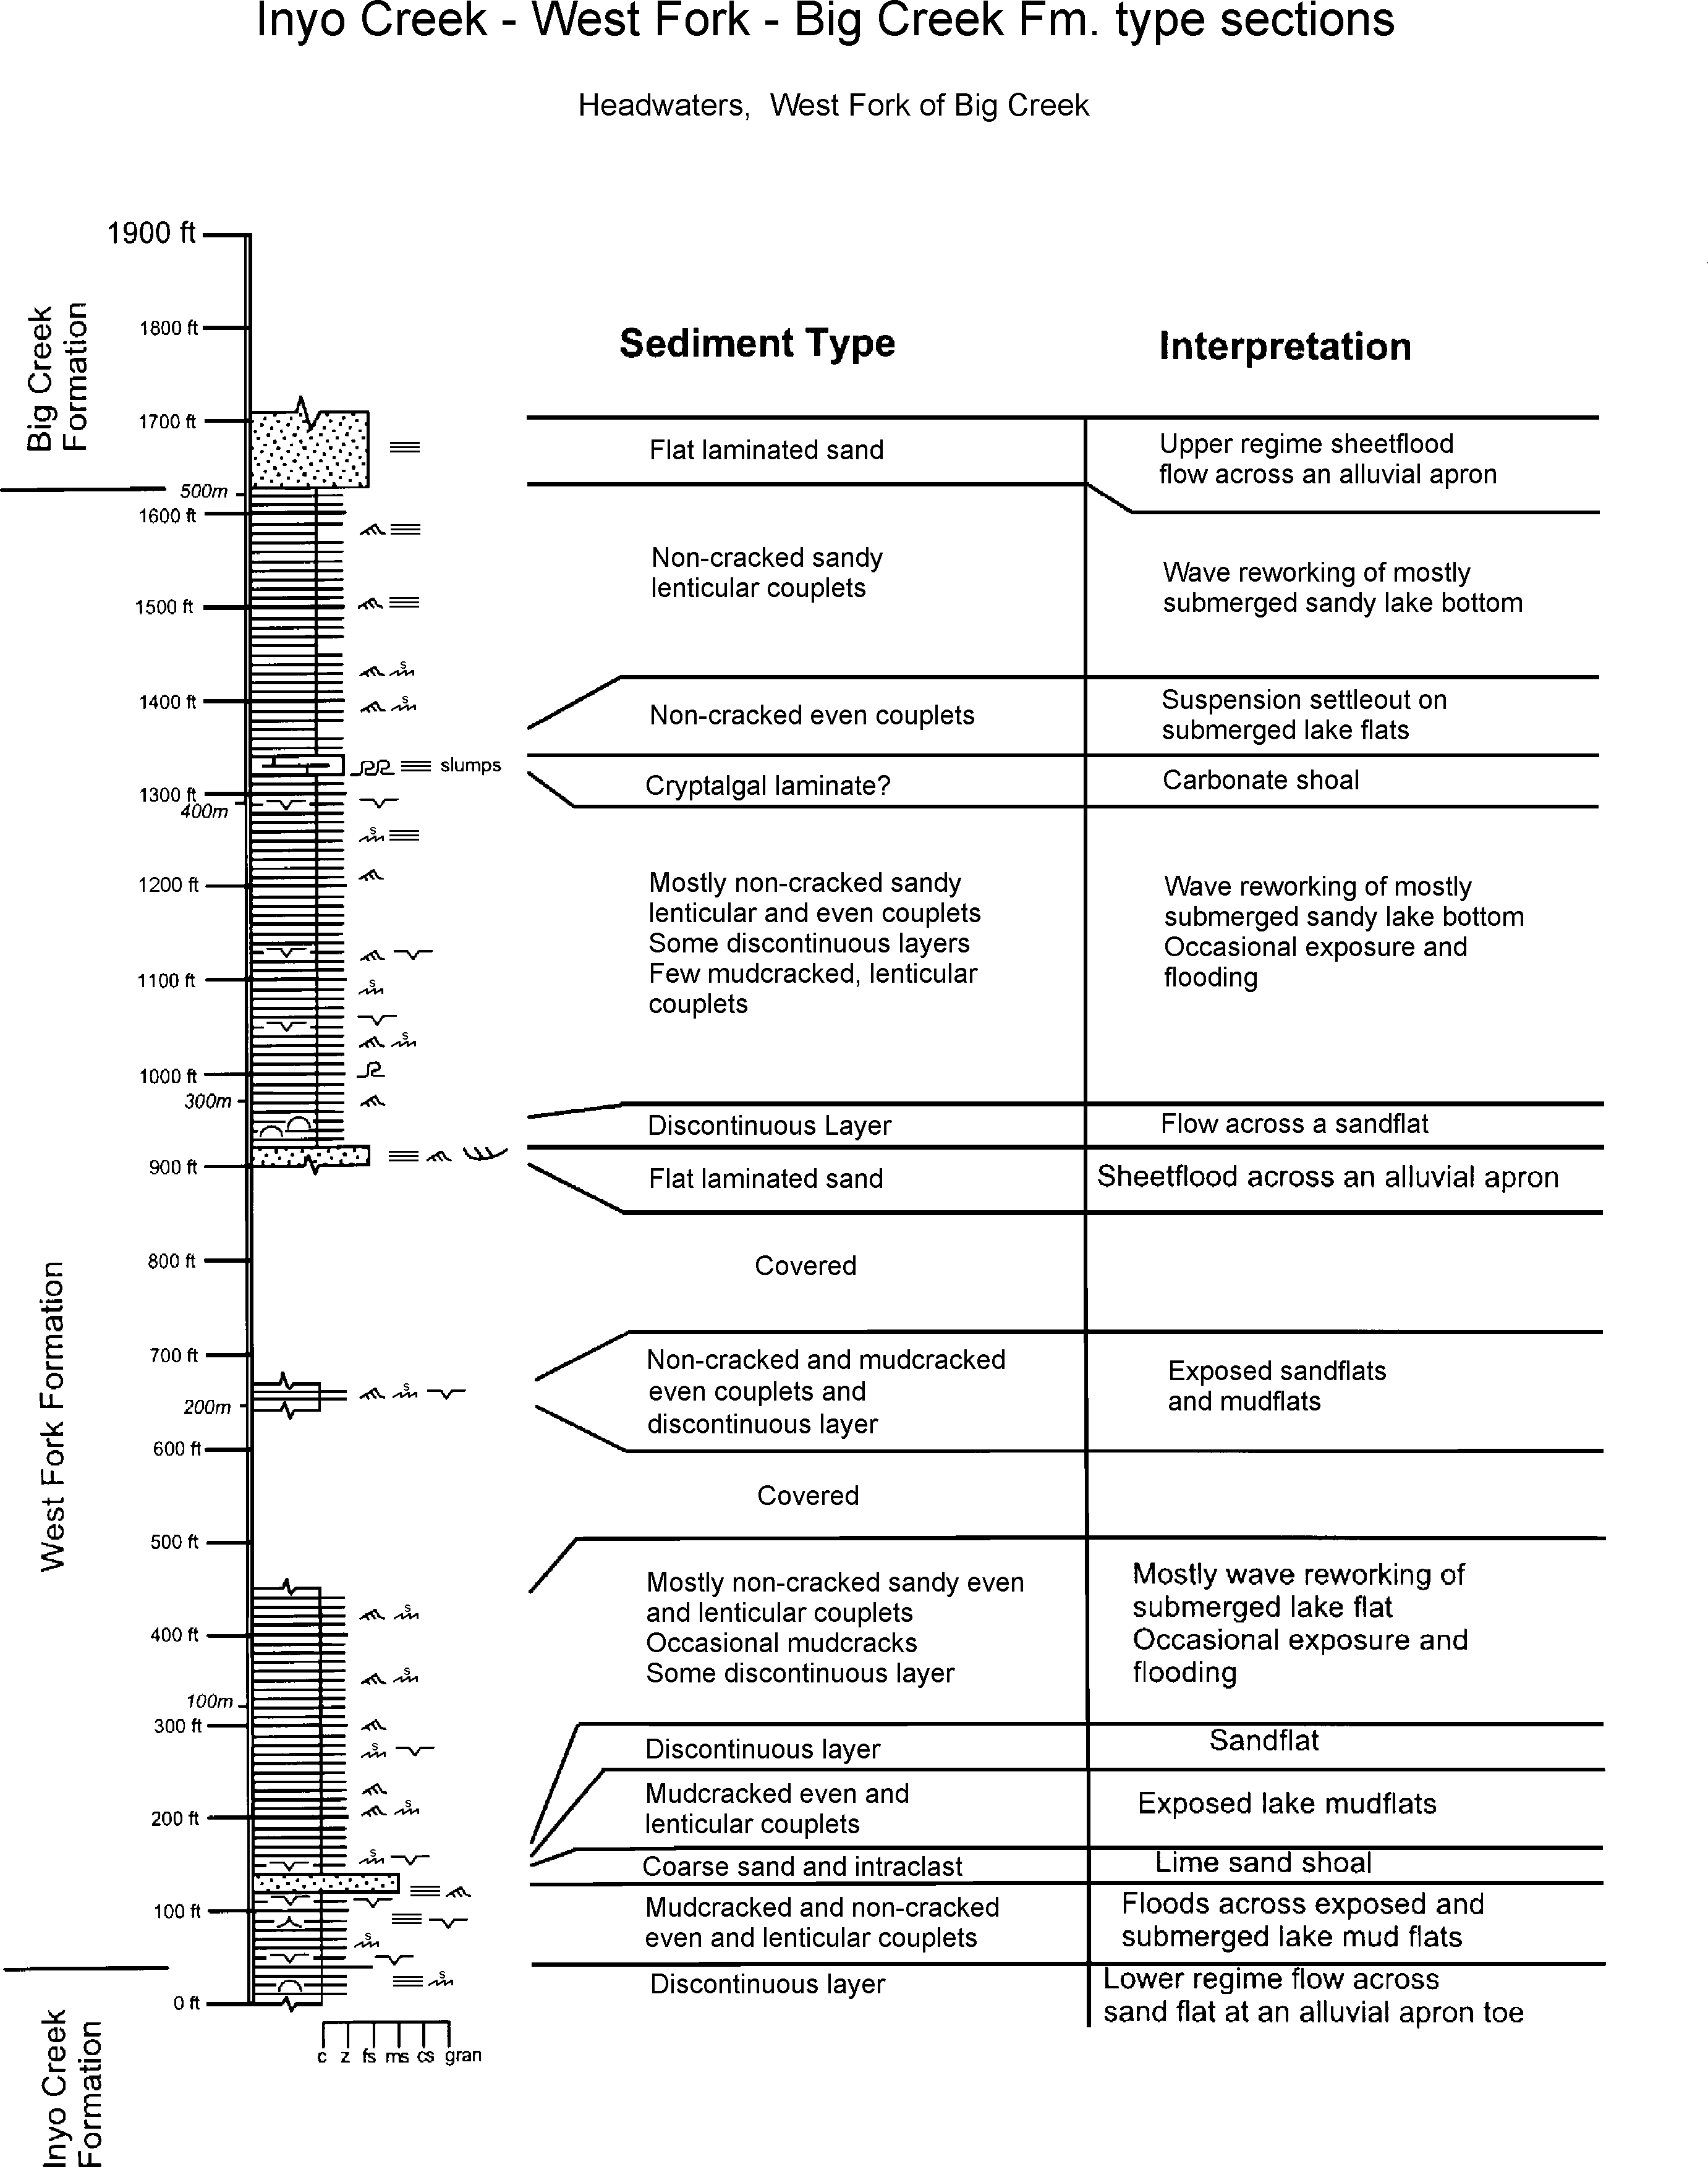 Inyo Creek - West Fork - Big Creek Fm. type sections
Headwaters, West Fork of Big Creek
1900 ft
1800 ft
1700 ft
500m
1600 ft
1500 ft
1400 ft
1300 ft
400m
1200 ft
1100 ft
1000 ft
300m
900 ft
800 ft
700 ft
200m
600 ft
500 ft
400 ft
100m
300 ft
200 ft
100 ft
0 ft
Big Creek
Formation
West Fork Formation
Inyo Creek
Formation
s
s
slumps
s
s
s
s
s
s
s
s
s
s
s
c z fs ms cs gran
Sediment Type
Interpretation
Flat laminated sand
Upper regime sheetflood
flow across an alluvial apron
Non-cracked sandy
lenticular couplets
Wave reworking of mostly
submerged sandy lake bottom
Non-cracked even couplets
Suspension settleout on
submerged lake flats
Cryptalgal laminate?
Carbonate shoal
Mostly non-cracked sandy
lenticular and even couplets
Some discontinuous layers
Few mudcracked, lenticular
couplets
Wave reworking of mostly
submerged sandy lake bottom
Occasional exposure and
flooding
Discontinuous Layer
Flow across a sandflat
Flat laminated sand
Sheetflood across an alluvial apron
Covered
Non-cracked and mudcracked
even couplets and
discontinuous layer
Exposed sandflats
and mudflats
Covered
Mostly non-cracked sandy even
and lenticular couplets
Occasional mudcracks
Some discontinuous layer
Mostly wave reworking of
submerged lake flat
Occasional exposure and
flooding
Discontinuous layer
Sandflat
Mudcracked even and
lenticular couplets
Exposed lake mudflats
Coarse sand and intraclast
Lime sand shoal
Mudcracked and non-cracked
even and lenticular couplets
Floods across exposed and
submerged lake mud flats
Discontinuous layer
Lower regime flow across
sand flat at an alluvial apron toe